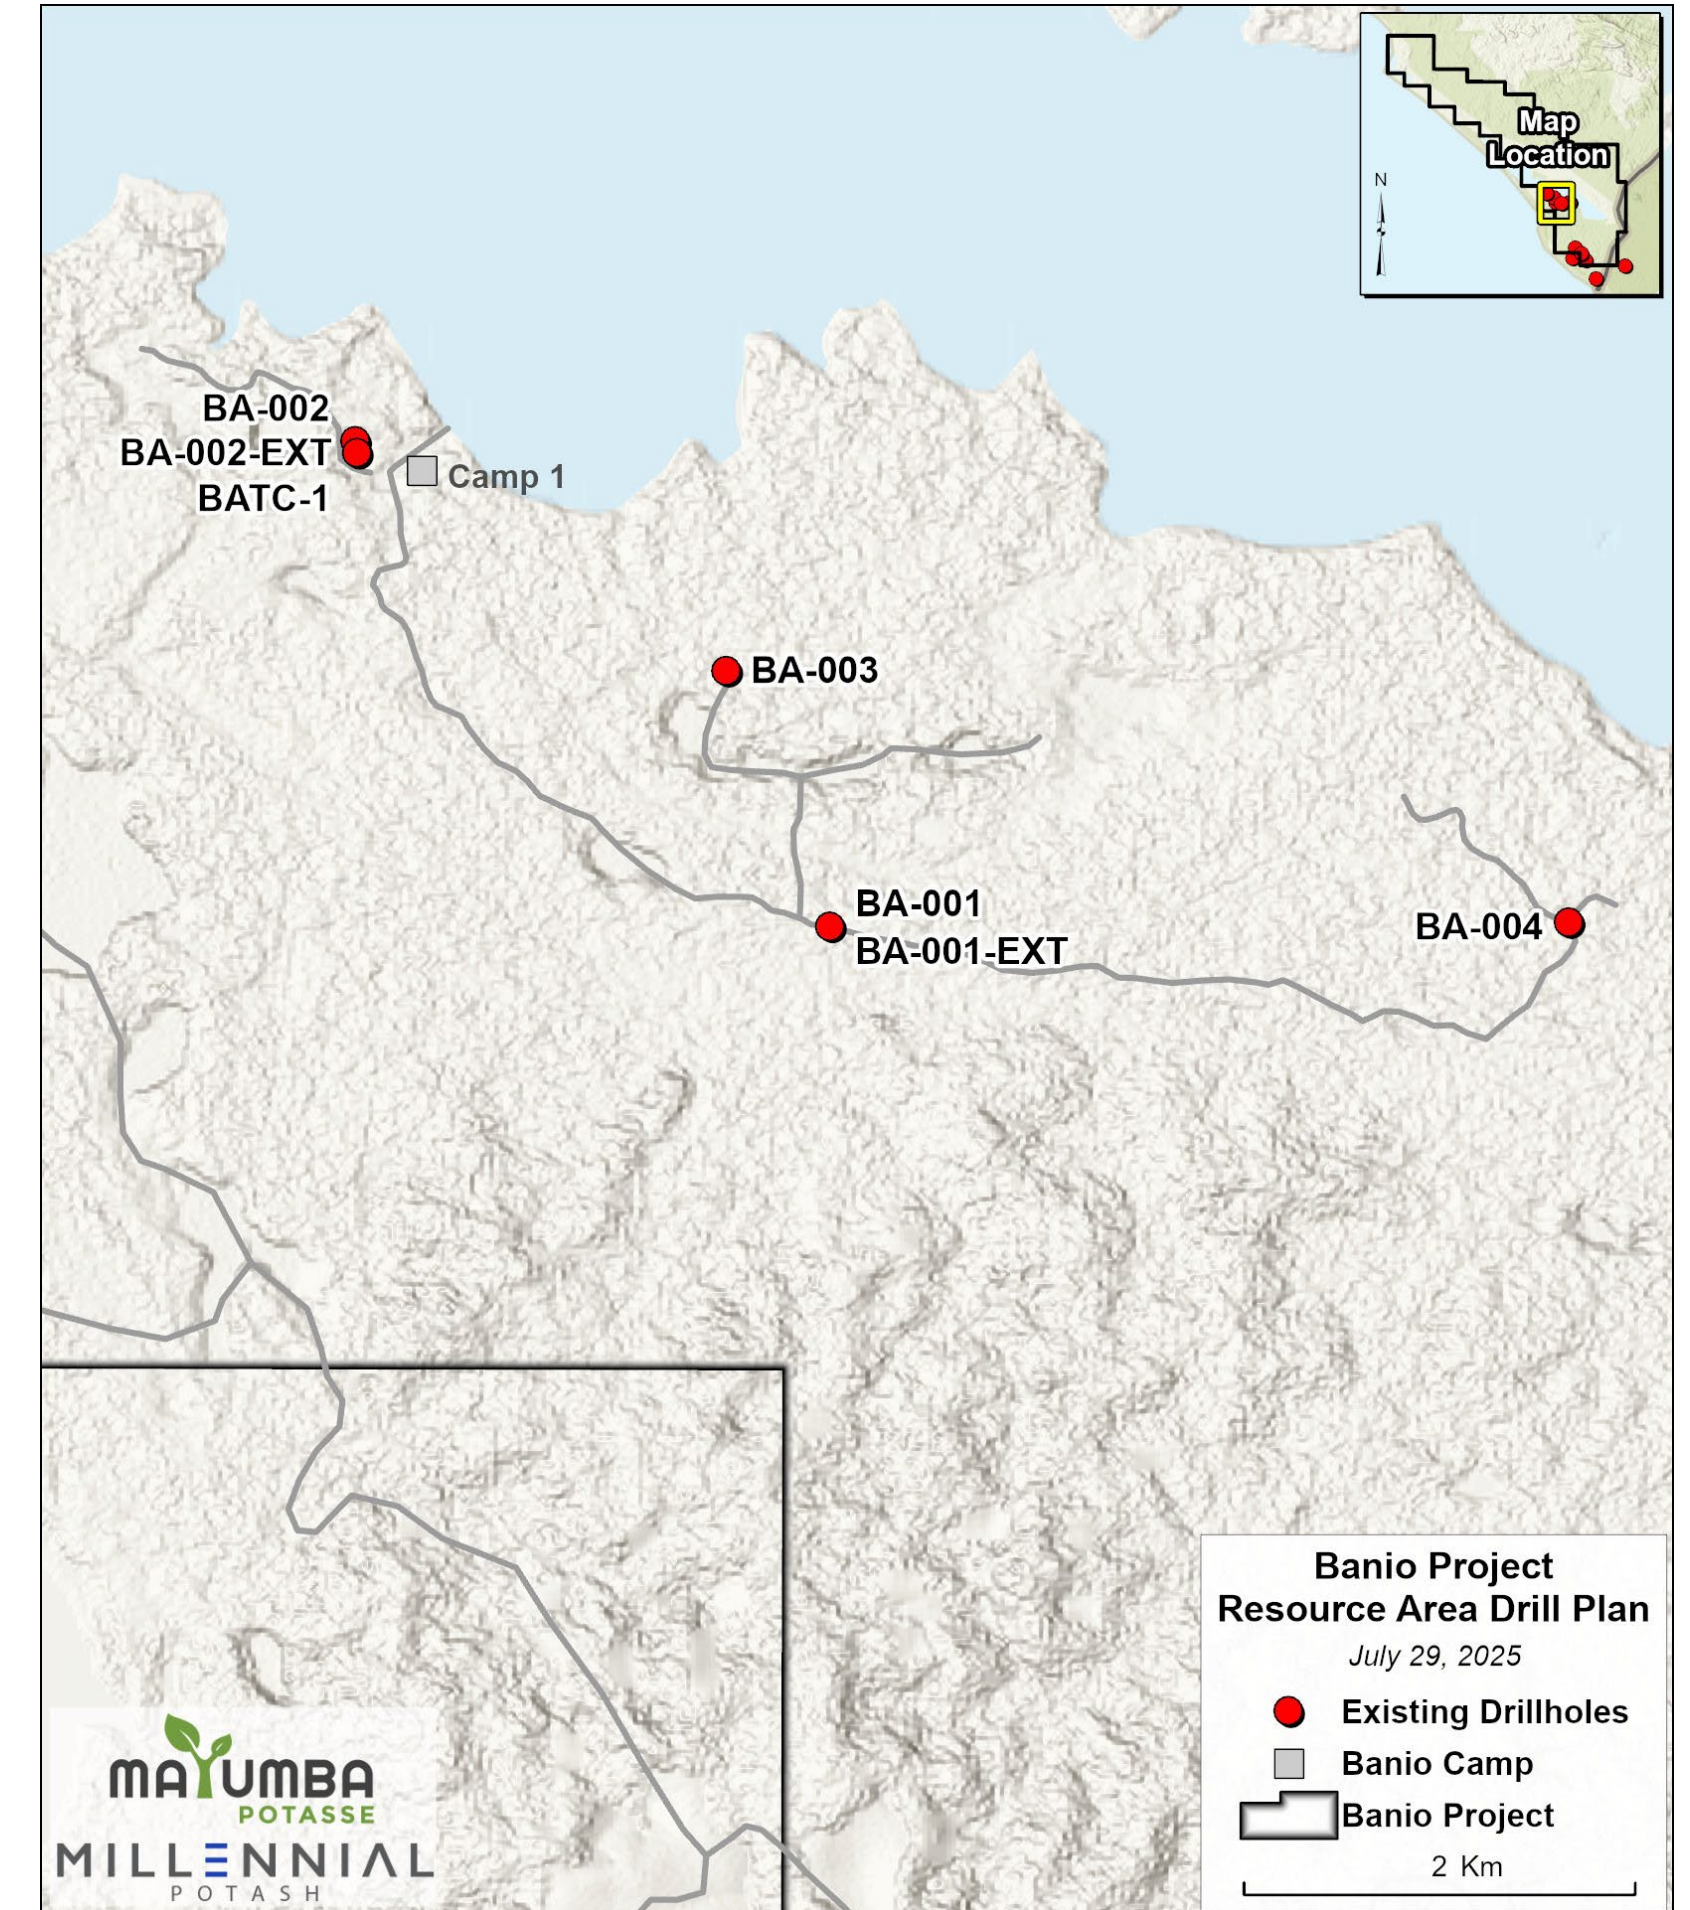 Map
Location
N
BA-002
BA-002-EXT
BATC-1
Camp 1
BA-003
BA-001
BA-001-EXT
BA-004
Banio Project
Resource Area Drill Plan
July 29, 2025
Existing Drillholes
Banio Camp
Banio Project
2 Km
MAYUMBA
POTASSE
MILLENNIAL
POTASH